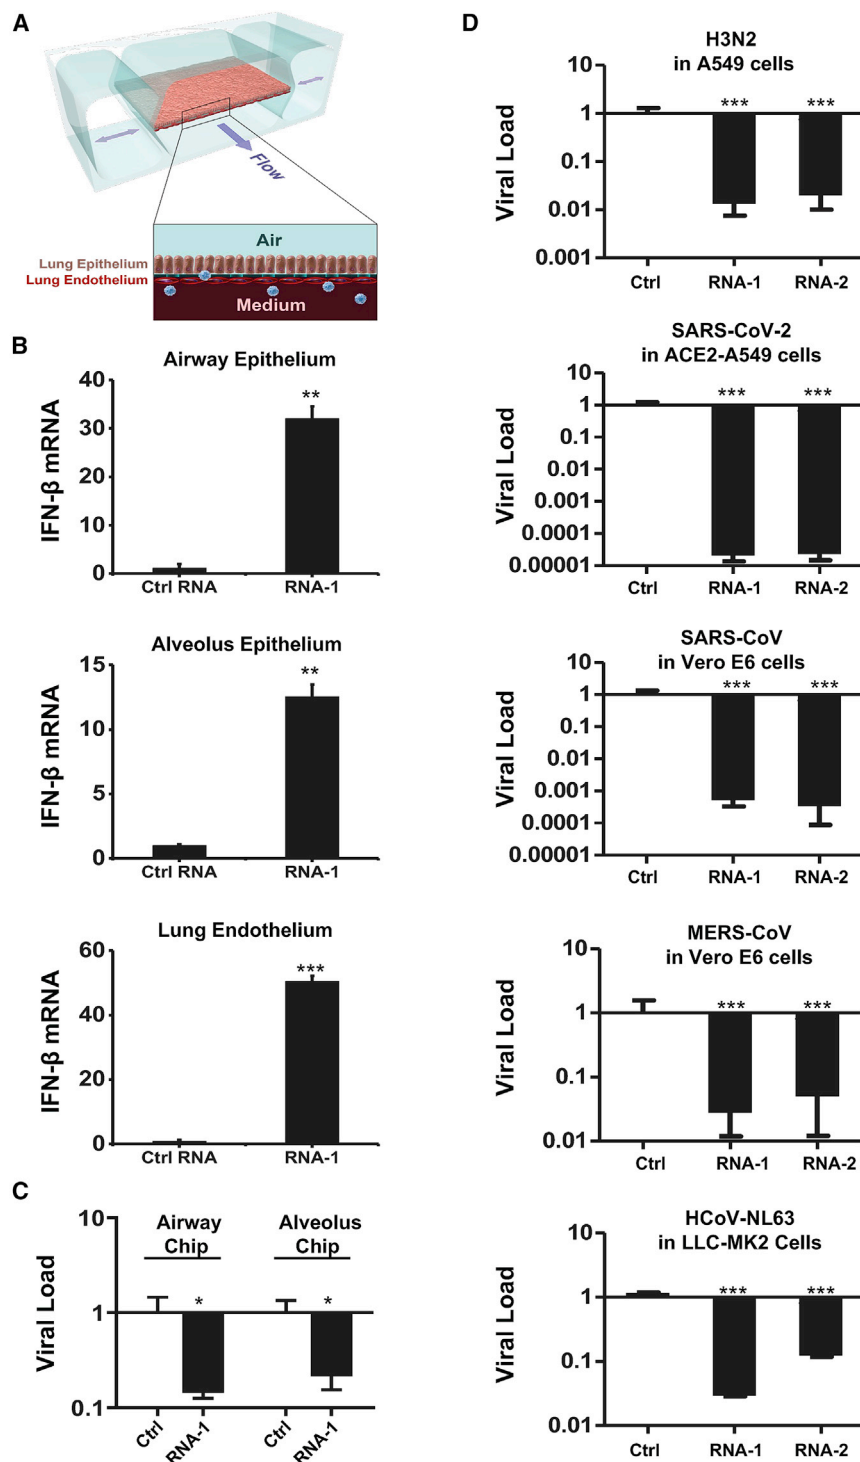 A
Flow
Air
Lung Epithelium
Lung Endothelium
Medium
B
Airway Epithelium
IFN-β mRNA
40
30
20
10
0
**
Ctrl RNA
RNA-1
Alveolus Epithelium
IFN-β mRNA
15
10
5
0
**
Ctrl RNA
RNA-1
Lung Endothelium
IFN-β mRNA
60
40
20
0
***
Ctrl RNA
RNA-1
C
Airway
Chip
Alveolus
Chip
Viral Load
10
1
0.1
*
*
Ctrl
RNA-1
Ctrl
RNA-1
D
H3N2
in A549 cells
Viral Load
10
1
0.1
0.01
0.001
***
***
Ctrl
RNA-1
RNA-2
SARS-CoV-2
in ACE2-A549 cells
Viral Load
10
1
0.1
0.01
0.001
0.0001
0.00001
***
***
Ctrl
RNA-1
RNA-2
SARS-CoV
in Vero E6 cells
Viral Load
10
1
0.1
0.01
0.001
0.0001
0.00001
***
***
Ctrl
RNA-1
RNA-2
MERS-CoV
in Vero E6 cells
Viral Load
10
1
0.1
0.01
***
***
Ctrl
RNA-1
RNA-2
HCoV-NL63
in LLC-MK2 Cells
Viral Load
10
1
0.1
0.01
***
***
Ctrl
RNA-1
RNA-2